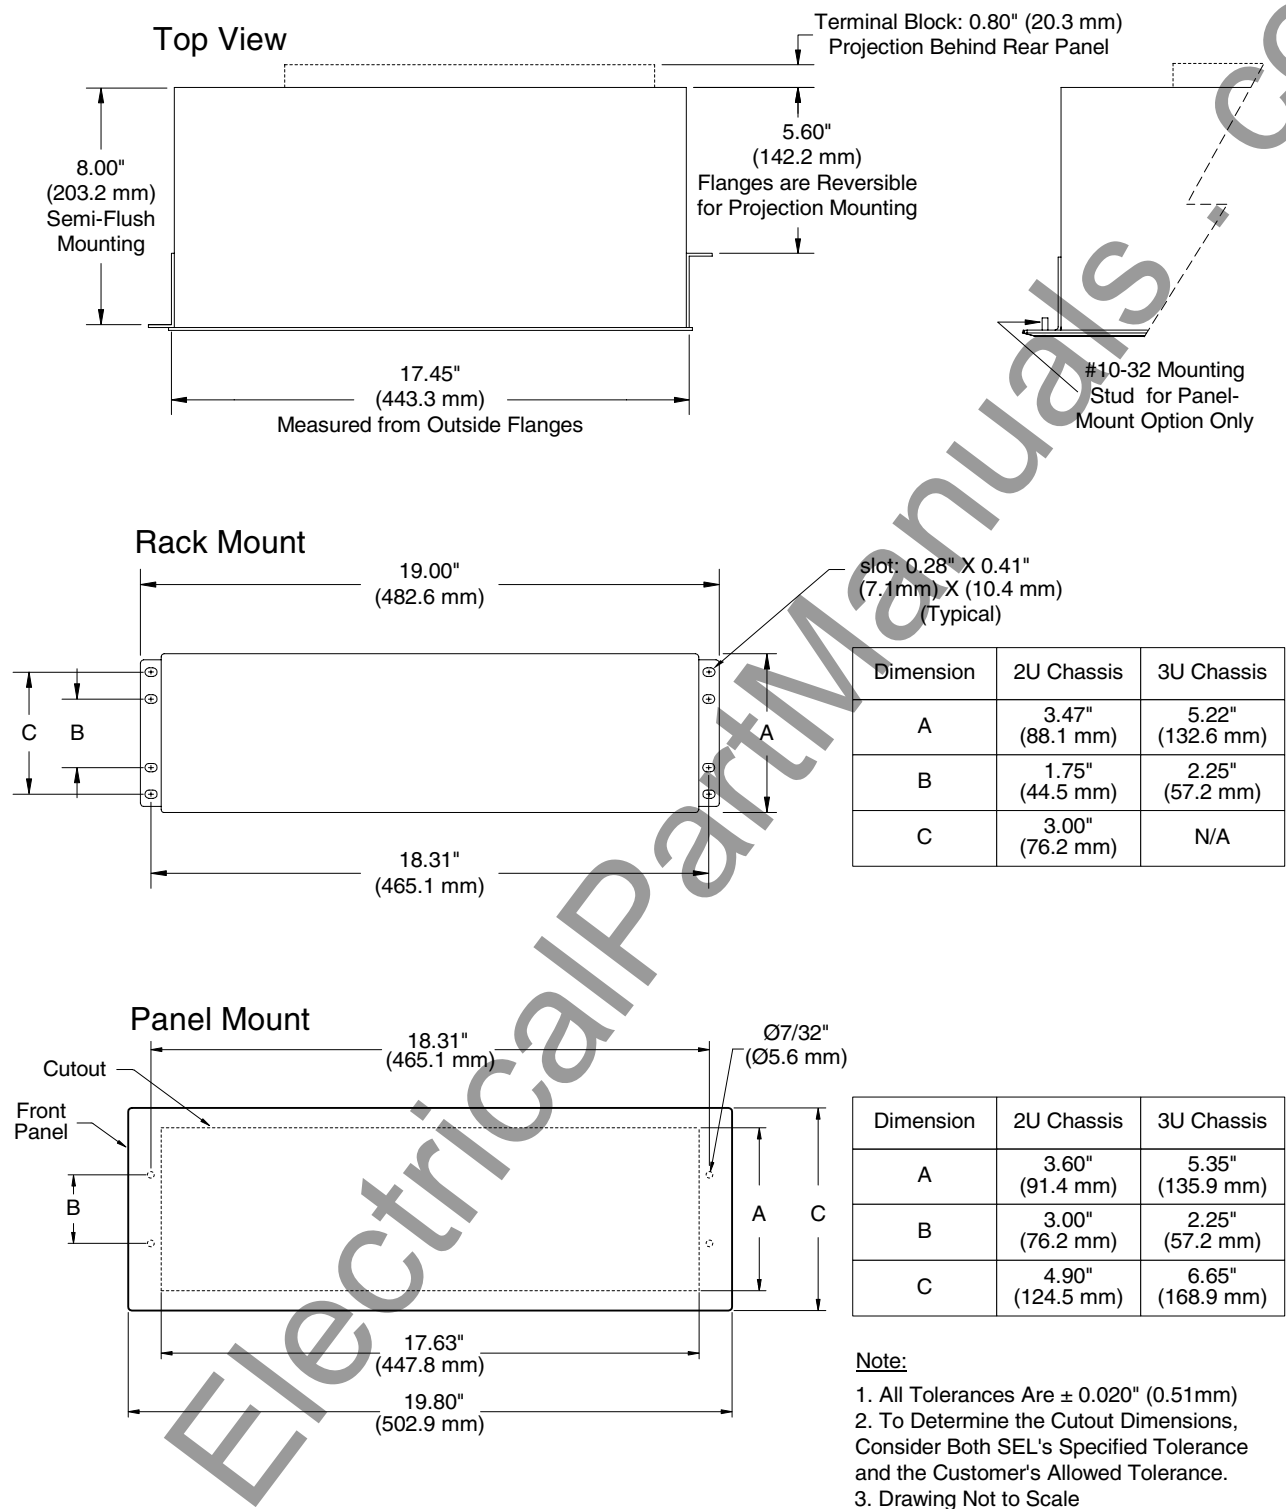 Top View
Terminal Block: 0.80" (20.3 mm)
Projection Behind Rear Panel
8.00"
(203.2 mm)
Semi-Flush
Mounting
5.60"
(142.2 mm)
Flanges are Reversible
for Projection Mounting
17.45"
(443.3 mm)
Measured from Outside Flanges
#10-32 Mounting
Stud for Panel-
Mount Option Only
Rack Mount
19.00"
(482.6 mm)
slot: 0.28" X 0.41"
(7.1mm) X (10.4 mm)
(Typical)
C B A
18.31"
(465.1 mm)
Dimension 2U Chassis 3U Chassis
A 3.47" (88.1 mm) 5.22" (132.6 mm)
B 1.75" (44.5 mm) 2.25" (57.2 mm)
C 3.00" (76.2 mm) N/A
Panel Mount
18.31"
(465.1 mm)
Ø7/32"
(Ø5.6 mm)
Cutout
Front
Panel
B A C
17.63"
(447.8 mm)
19.80"
(502.9 mm)
Dimension 2U Chassis 3U Chassis
A 3.60" (91.4 mm) 5.35" (135.9 mm)
B 3.00" (76.2 mm) 2.25" (57.2 mm)
C 4.90" (124.5 mm) 6.65" (168.9 mm)
Note:
1. All Tolerances Are ± 0.020" (0.51mm)
2. To Determine the Cutout Dimensions,
Consider Both SEL's Specified Tolerance
and the Customer's Allowed Tolerance.
3. Drawing Not to Scale
ElectricalPartManuals . co